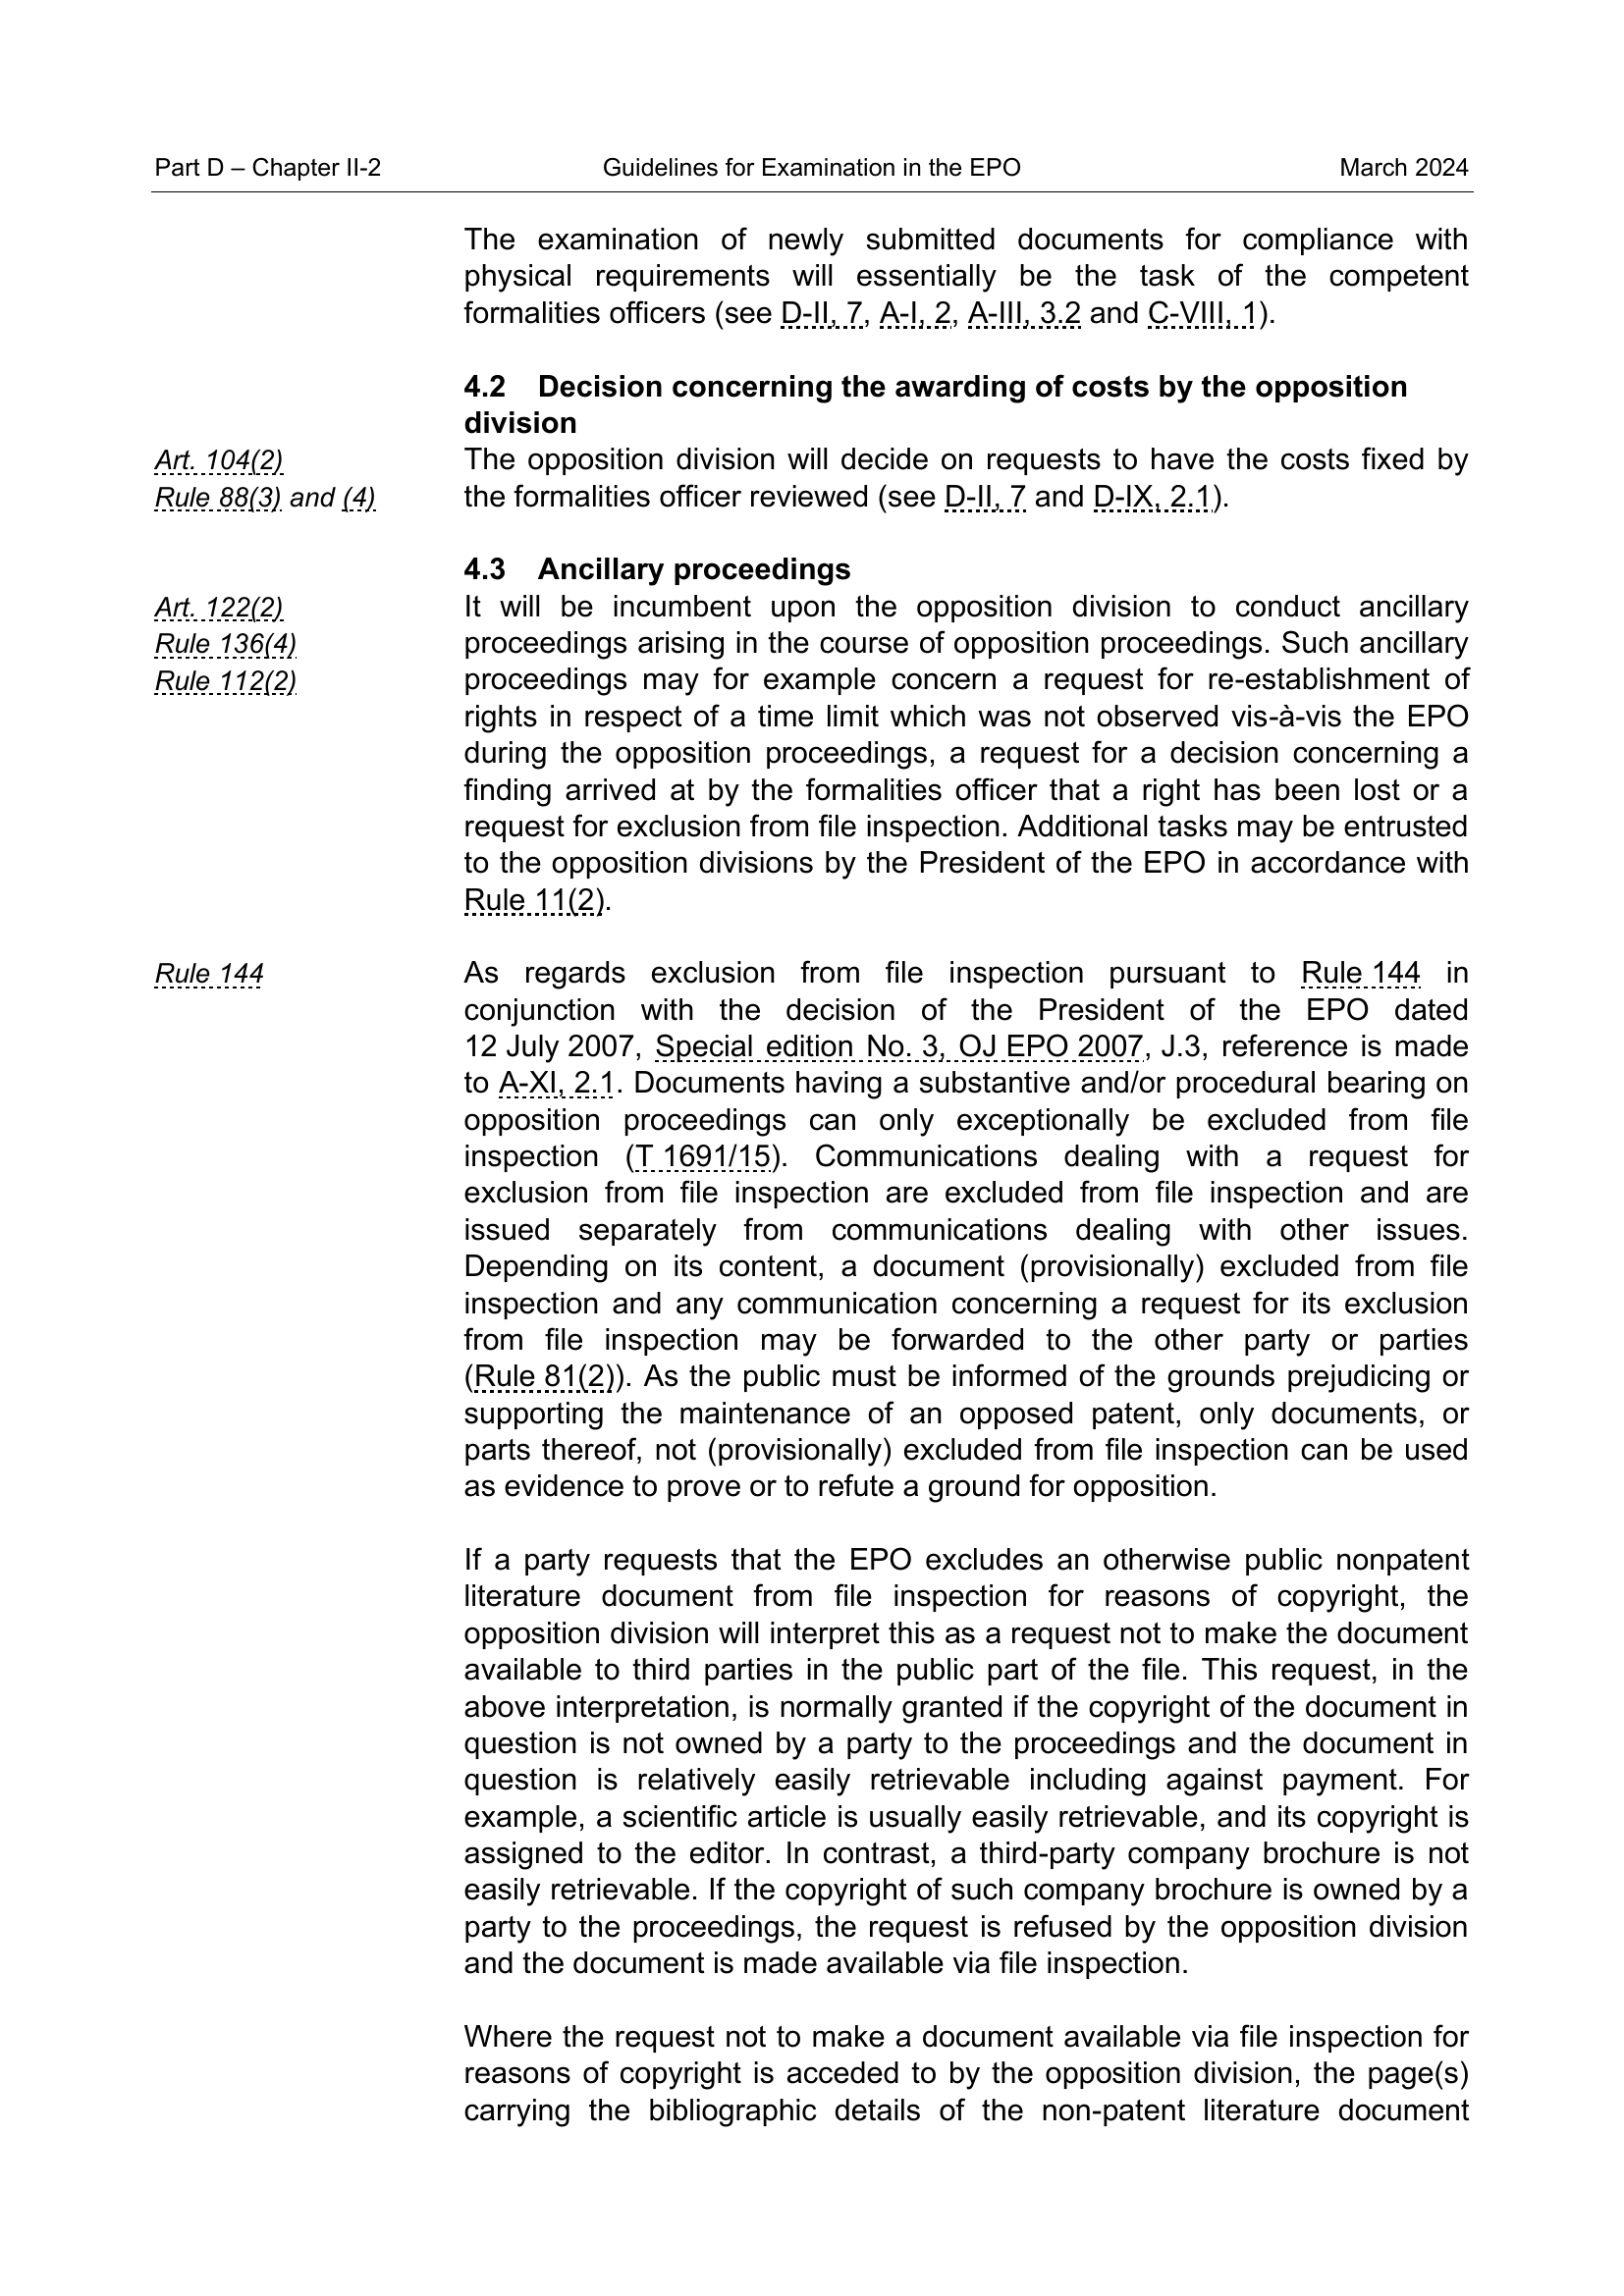 Part D – Chapter II-2 Guidelines for Examination in the EPO March 2024
The examination of newly submitted documents for compliance with
physical requirements will essentially be the task of the competent
formalities officers (see D-II, 7, A-I, 2, A-III, 3.2 and C-VIII, 1).
4.2 Decision concerning the awarding of costs by the opposition
division
Art. 104(2)
Rule 88(3) and (4)
The opposition division will decide on requests to have the costs fixed by
the formalities officer reviewed (see D-II, 7 and D-IX, 2.1).
4.3 Ancillary proceedings
Art. 122(2)
Rule 136(4)
Rule 112(2)
It will be incumbent upon the opposition division to conduct ancillary
proceedings arising in the course of opposition proceedings. Such ancillary
proceedings may for example concern a request for re-establishment of
rights in respect of a time limit which was not observed vis-à-vis the EPO
during the opposition proceedings, a request for a decision concerning a
finding arrived at by the formalities officer that a right has been lost or a
request for exclusion from file inspection. Additional tasks may be entrusted
to the opposition divisions by the President of the EPO in accordance with
Rule 11(2).
Rule 144
As regards exclusion from file inspection pursuant to Rule 144 in
conjunction with the decision of the President of the EPO dated
12 July 2007, Special edition No. 3, OJ EPO 2007, J.3, reference is made
to A-XI, 2.1. Documents having a substantive and/or procedural bearing on
opposition proceedings can only exceptionally be excluded from file
inspection (T 1691/15). Communications dealing with a request for
exclusion from file inspection are excluded from file inspection and are
issued separately from communications dealing with other issues.
Depending on its content, a document (provisionally) excluded from file
inspection and any communication concerning a request for its exclusion
from file inspection may be forwarded to the other party or parties
(Rule 81(2)). As the public must be informed of the grounds prejudicing or
supporting the maintenance of an opposed patent, only documents, or
parts thereof, not (provisionally) excluded from file inspection can be used
as evidence to prove or to refute a ground for opposition.
If a party requests that the EPO excludes an otherwise public nonpatent
literature document from file inspection for reasons of copyright, the
opposition division will interpret this as a request not to make the document
available to third parties in the public part of the file. This request, in the
above interpretation, is normally granted if the copyright of the document in
question is not owned by a party to the proceedings and the document in
question is relatively easily retrievable including against payment. For
example, a scientific article is usually easily retrievable, and its copyright is
assigned to the editor. In contrast, a third-party company brochure is not
easily retrievable. If the copyright of such company brochure is owned by a
party to the proceedings, the request is refused by the opposition division
and the document is made available via file inspection.
Where the request not to make a document available via file inspection for
reasons of copyright is acceded to by the opposition division, the page(s)
carrying the bibliographic details of the non-patent literature document